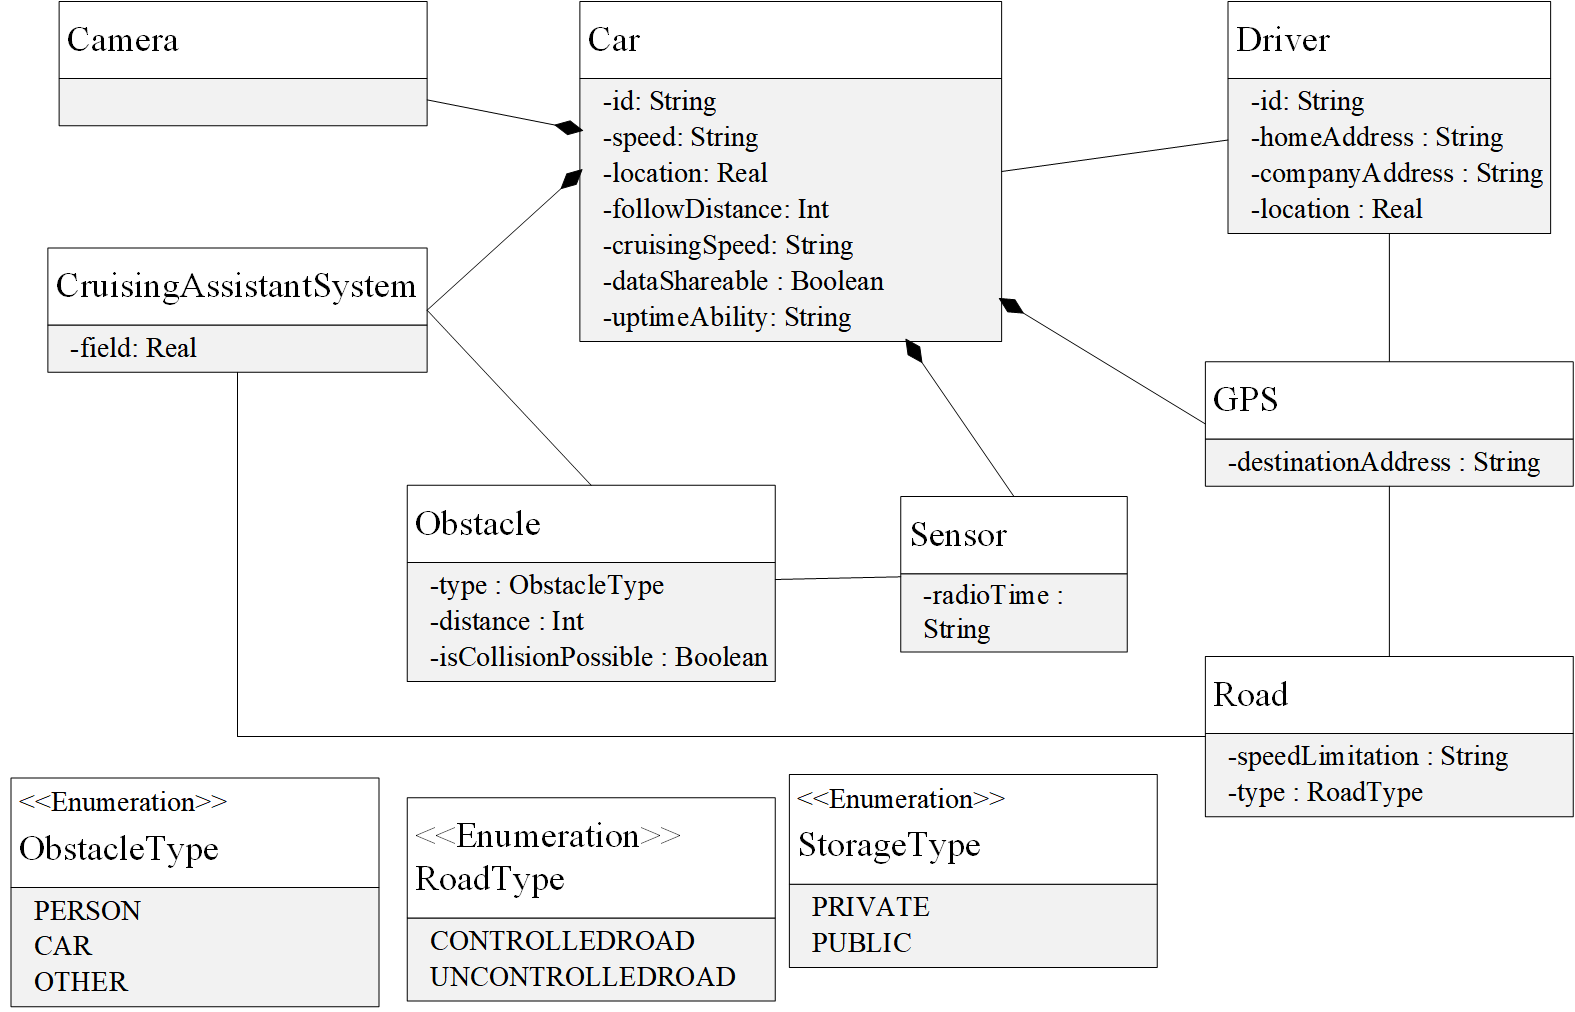 Camera
Car
-id: String
-speed: String
-location: Real
-followDistance: Int
-cruisingSpeed: String
-dataShareable : Boolean
-uptimeAbility: String
Driver
-id: String
-homeAddress : String
-companyAddress : String
-location : Real
CruisingAssistantSystem
-field: Real
GPS
-destinationAddress : String
Obstacle
-type : ObstacleType
-distance : Int
-isCollisionPossible : Boolean
Sensor
-radioTime :
String
Road
-speedLimitation : String
-type : RoadType
<<Enumeration>>
ObstacleType
PERSON
CAR
OTHER
<<Enumeration>>
RoadType
CONTROLLEDROAD
UNCONTROLLEDROAD
<<Enumeration>>
StorageType
PRIVATE
PUBLIC